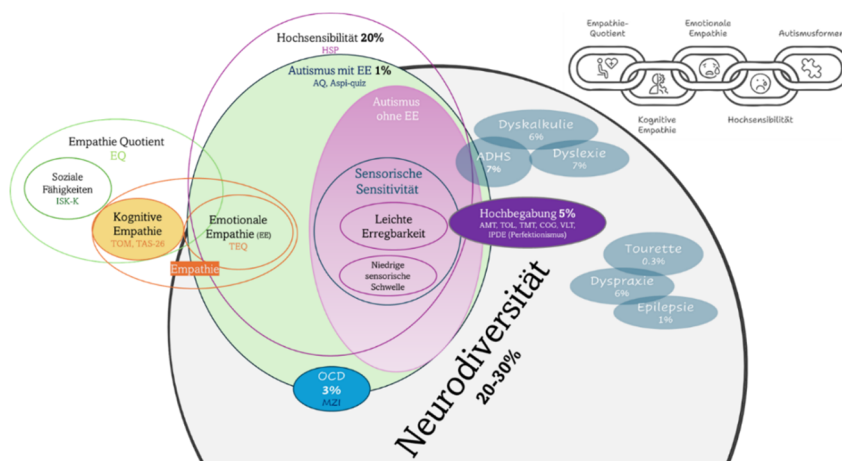 Empathie-
Quotient
Emotionale
Empathie
Autismusformen
Kognitive
Empathie
Hochsensibilität
Hochsensibilität 20%
HSP
Autismus mit EE 1%
AQ, Aspi-quiz
Autismus
ohne EE
Dyskalkulie
6%
ADHS
7%
Dyslexie
7%
Empathie Quotient
EQ
Soziale
Fähigkeiten
ISK-K
Kognitive
Empathie
TOM, TAS-26
Emotionale
Empathie (EE)
TEQ
Empathie
Sensorische
Sensitivität
Leichte
Erregbarkeit
Niedrige
sensorische
Schwelle
Hochbegabung 5%
AMT, TOL, TMT, COG, VLT,
IPDE (Perfektionismus)
Tourette
0.3%
Dyspraxie
6%
Epilepsie
1%
OCD
3%
MZI
Neurodiversität
20-30%